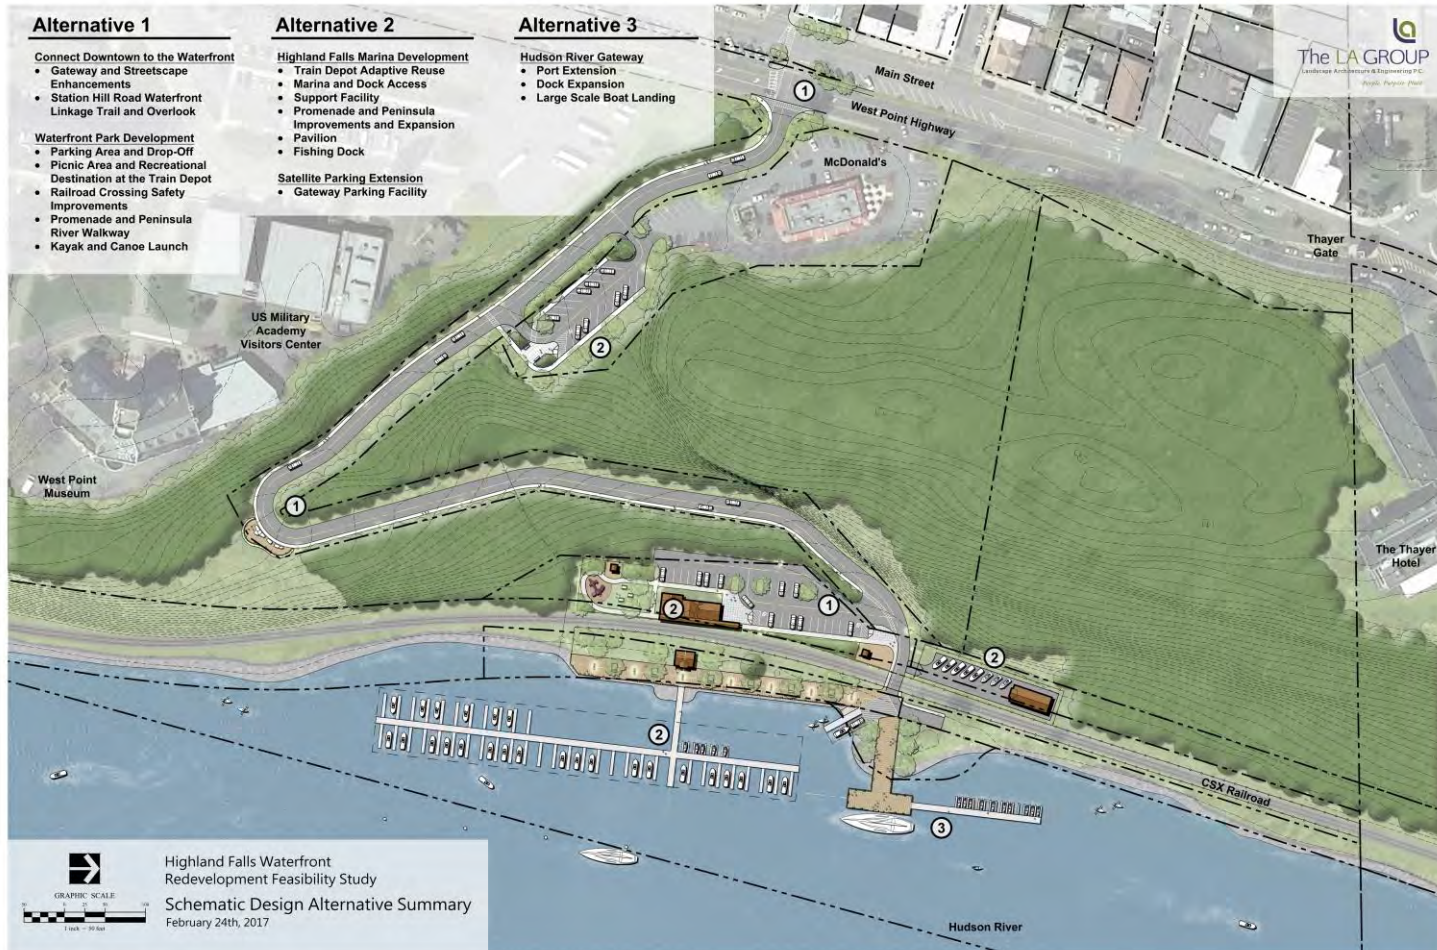 Alternative 1
Connect Downtown to the Waterfront
• Gateway and Streetscape
Enhancements
• Station Hill Road Waterfront
Linkage Trail and Overlook
Waterfront Park Development
• Parking Area and Drop-Off
• Picnic Area and Recreational
Destination at the Train Depot
• Railroad Crossing Safety
Improvements
• Promenade and Peninsula
River Walkway
• Kayak and Canoe Launch
Alternative 2
Highland Falls Marina Development
• Train Depot Adaptive Reuse
• Marina and Dock Access
• Support Facility
• Promenade and Peninsula
Improvements and Expansion
• Pavilion
• Fishing Dock
Satellite Parking Extension
• Gateway Parking Facility
Alternative 3
Hudson River Gateway
• Port Extension
• Dock Expansion
• Large Scale Boat Landing
The LA GROUP
Landscape Architecture & Engineering P.C.
People. Purpose. Place.
Main Street
1
West Point Highway
McDonald's
Thayer
Gate
US Military
Academy
Visitors Center
2
West Point
Museum
1
The Thayer
Hotel
2
1
2
2
CSX Railroad
3
Hudson River
Highland Falls Waterfront
Redevelopment Feasibility Study
Schematic Design Alternative Summary
February 24th, 2017
GRAPHIC SCALE